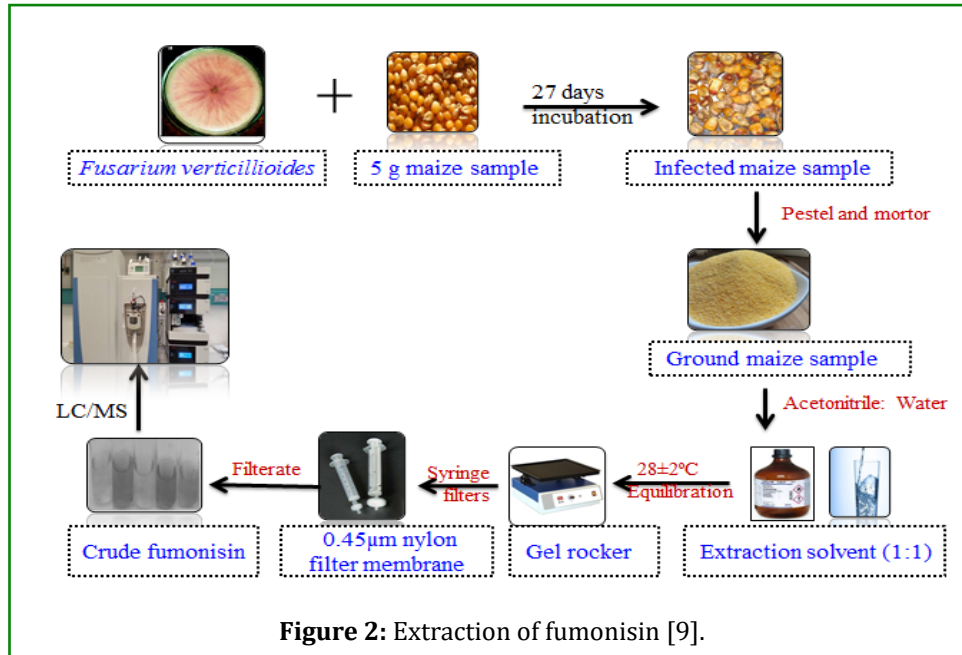 27 days
incubation
Fusarium verticillioides
5 g maize sample
Infected maize sample
Pestel and mortor
Ground maize sample
Acetonitrile: Water
Extraction solvent (1:1)
28±2ºC
Equilibration
Gel rocker
Syringe
filters
0.45µm nylon
filter membrane
Filterate
Crude fumonisin
LC/MS
Figure 2: Extraction of fumonisin [9].